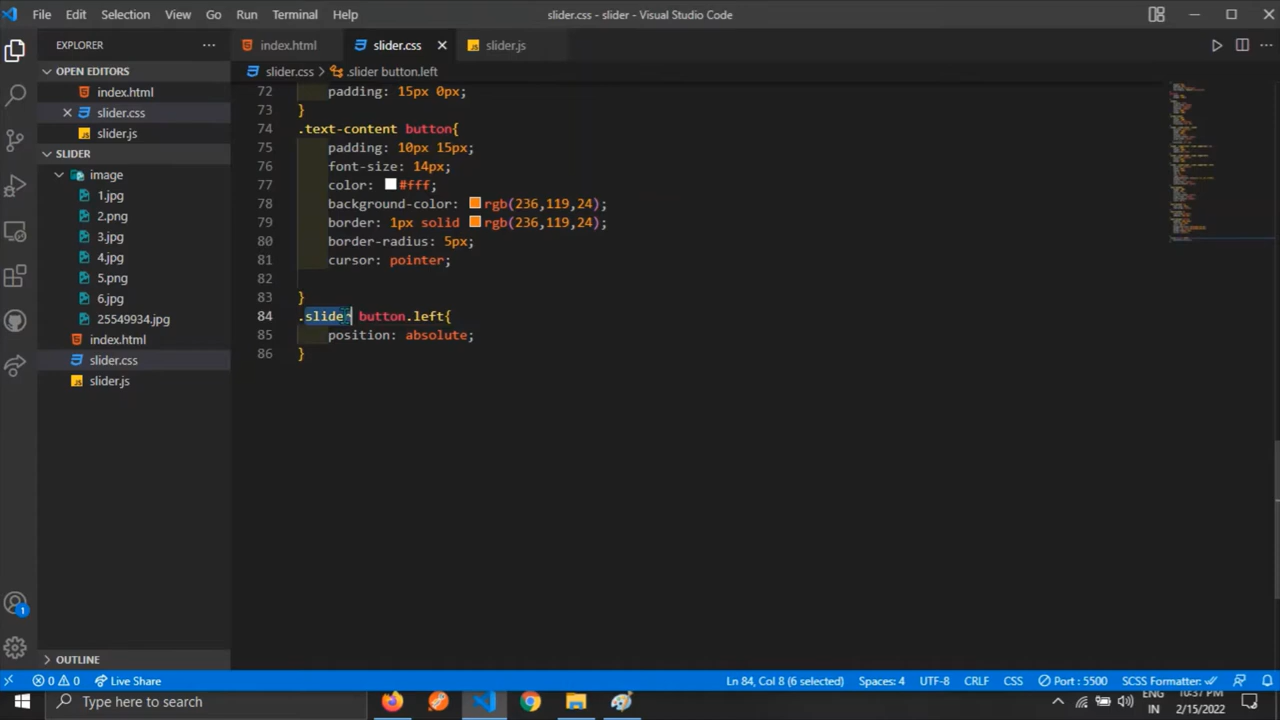 File Edit Selection View Go Run Terminal Help slider.css - slider - Visual Studio Code
EXPLORER
OPEN EDITORS
index.html
slider.css
slider.js
SLIDER
image
1.jpg
2.png
3.jpg
4.jpg
5.png
6.jpg
25549934.jpg
index.html
slider.css
slider.js
OUTLINE
index.html slider.css slider.js
slider.css > .slider button.left
72 padding: 15px 0px;
73 }
74 .text-content button{
75 padding: 10px 15px;
76 font-size: 14px;
77 color: #fff;
78 background-color: rgb(236,119,24);
79 border: 1px solid rgb(236,119,24);
80 border-radius: 5px;
81 cursor: pointer;
82
83 }
84 .slider button.left{
85 position: absolute;
86 }
1
0 0 Live Share Ln 84, Col 8 (6 selected) Spaces: 4 UTF-8 CRLF CSS Port : 5500 SCSS Formatter:
Type here to search
ENG
IN
10:37 PM
2/15/2022